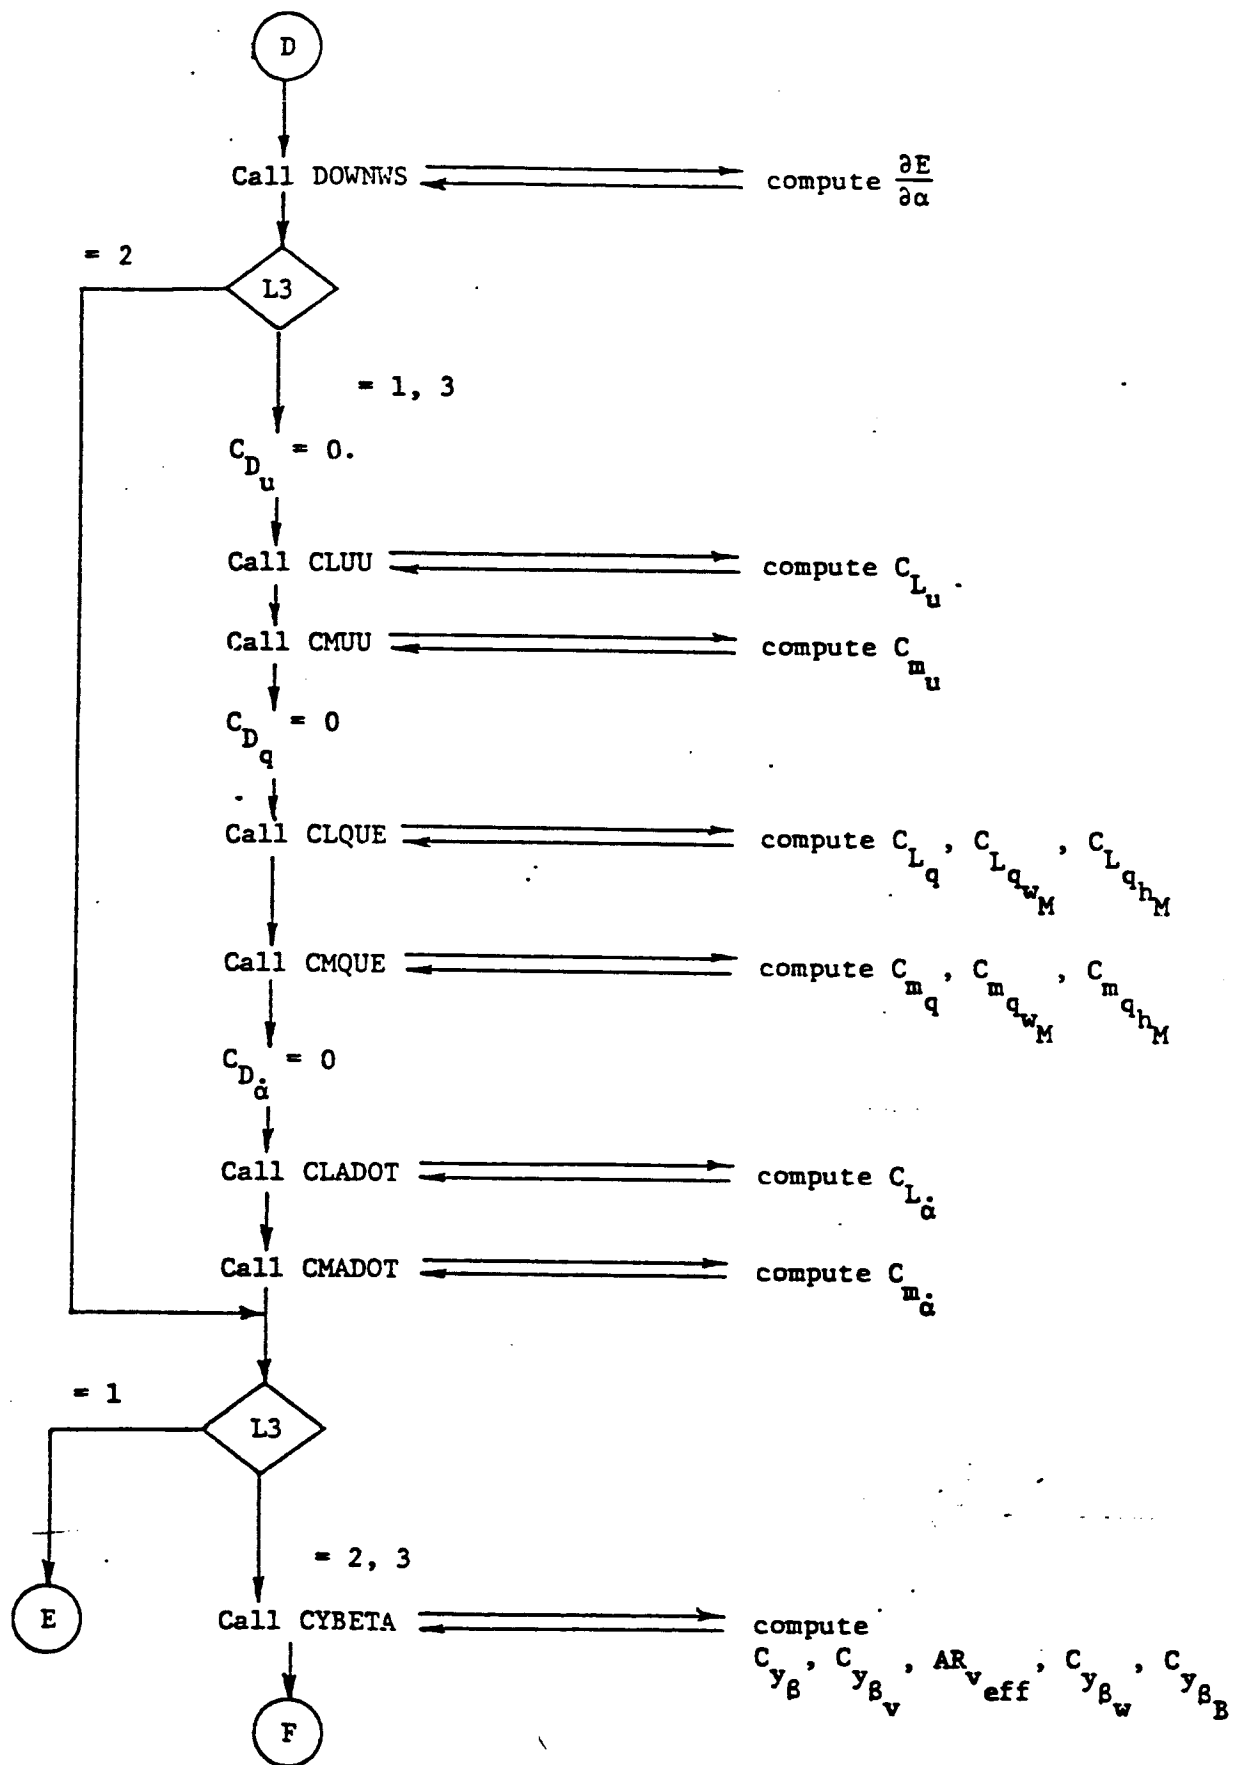 D
Call DOWNWS
compute ∂E/∂α
= 2
L3
= 1, 3
C_D_u = 0.
Call CLUU
compute C_L_u
Call CMUU
compute C_m_u
C_D_q = 0
Call CLQUE
compute C_L_q, C_L_q_w_M, C_L_q_h_M
Call CMQUE
compute C_m_q, C_m_q_w_M, C_m_q_h_M
C_D_α̇ = 0
Call CLADOT
compute C_L_α̇
Call CMADOT
compute C_m_α̇
= 1
L3
= 2, 3
E
Call CYBETA
compute
C_y_β, C_y_β_v, AR_v_eff, C_y_β_w, C_y_β_B
F